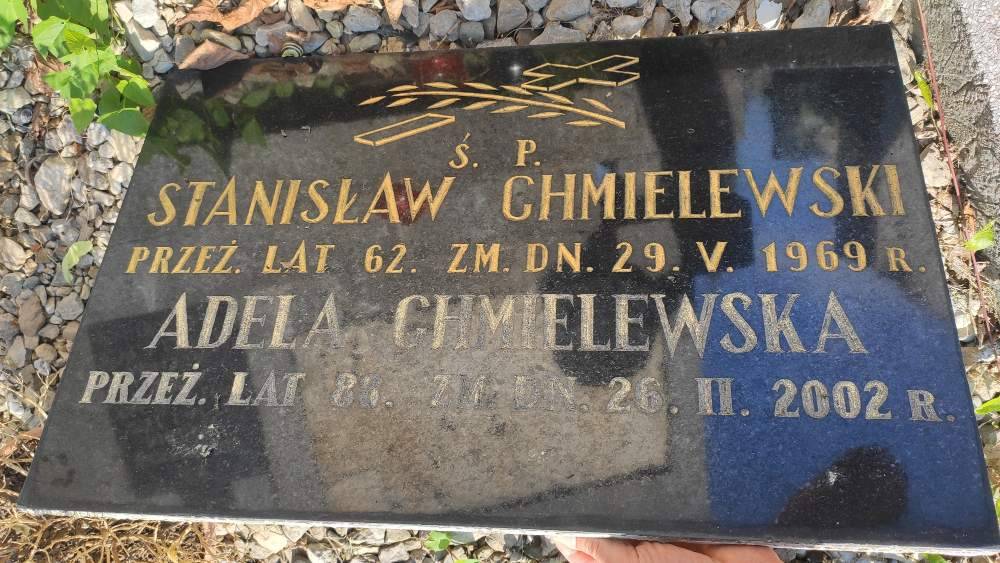 Ś. P.
STANISŁAW CHMIELEWSKI
PRZEŻ. LAT 62. ZM. DN. 29. V. 1969 R.
ADELA CHMIELEWSKA
PRZEŻ. LAT ZM. DN. 26. II. 2002 R.